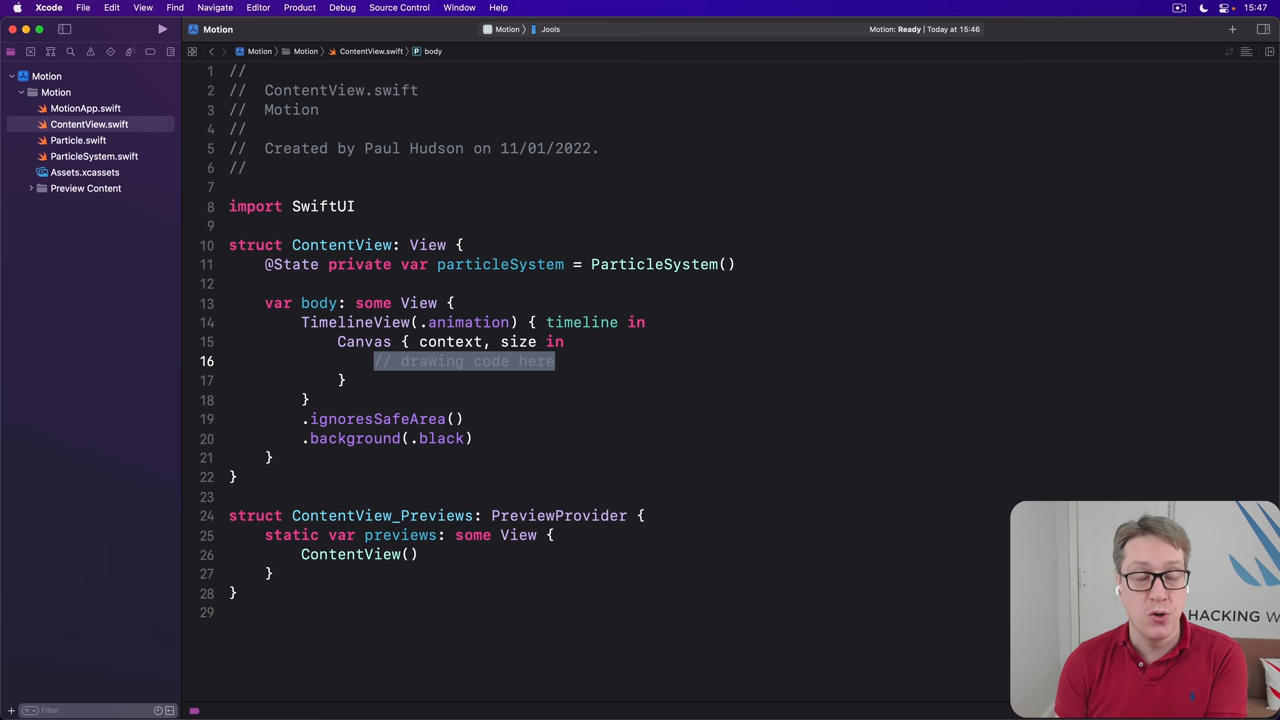 Xcode File Edit View Find Navigate Editor Product Debug Source Control Window Help 15:47
Motion
Motion 〉 Jools
Motion: Ready | Today at 15:46
Motion 〉 Motion 〉 ContentView.swift 〉 P body
Motion
Motion
MotionApp.swift
ContentView.swift
Particle.swift
ParticleSystem.swift
Assets.xcassets
Preview Content
1 //
2 //  ContentView.swift
3 //  Motion
4 //
5 //  Created by Paul Hudson on 11/01/2022.
6 //
7
8 import SwiftUI
9
10 struct ContentView: View {
11     @State private var particleSystem = ParticleSystem()
12
13     var body: some View {
14         TimelineView(.animation) { timeline in
15             Canvas { context, size in
16                 // drawing code here
17             }
18         }
19         .ignoresSafeArea()
20         .background(.black)
21     }
22 }
23
24 struct ContentView_Previews: PreviewProvider {
25     static var previews: some View {
26         ContentView()
27     }
28 }
29
HACKING W
Filter